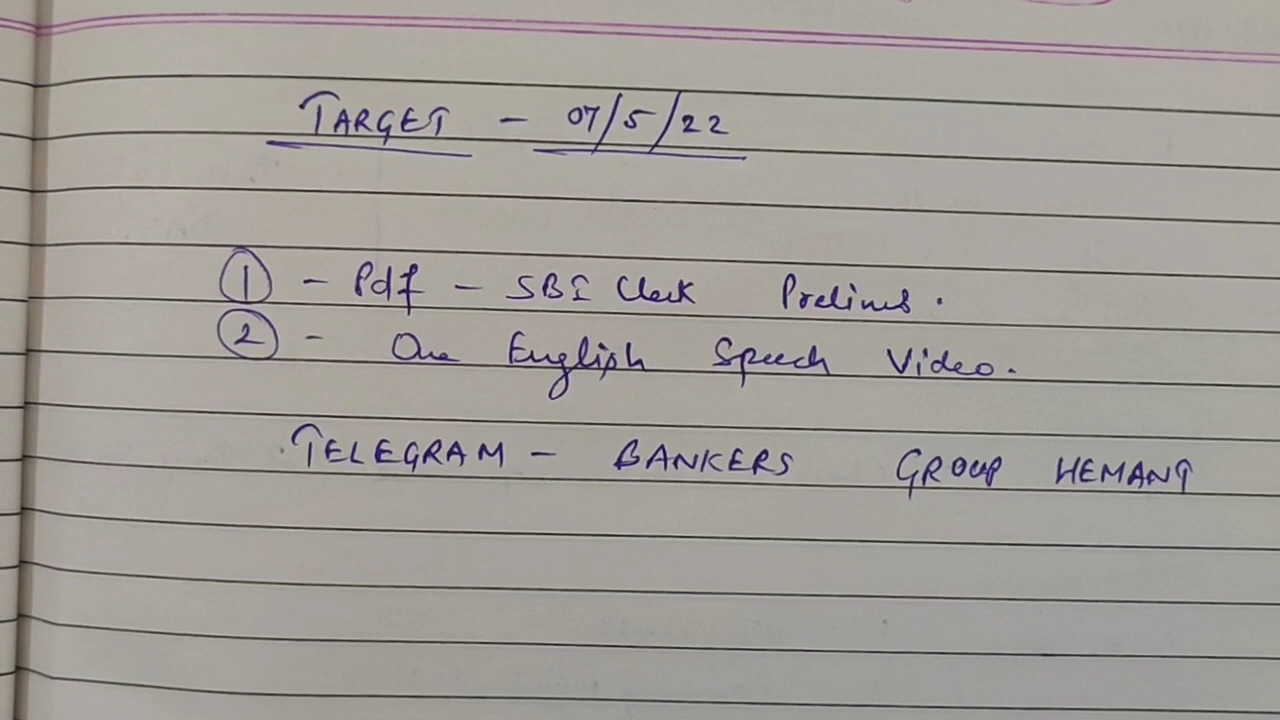 TARGET - 07/5/22
① - Pdf - SBI Clerk Prelims.
② - One English Speech Video.
TELEGRAM - BANKERS GROUP HEMANT